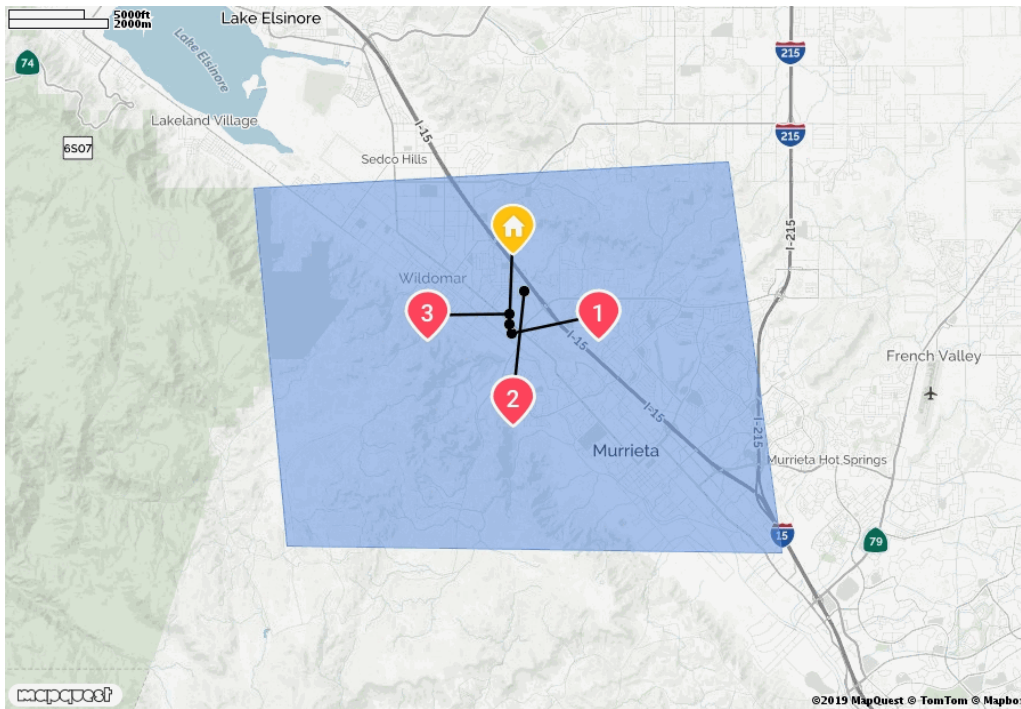 5000ft
2000m
Lake Elsinore
74
Lake Elsinore
215
Lakeland Village
I-15
215
6S07
Sedco Hills
I-215
Wildomar
3
1
I-15
French Valley
2
I-15
I-215
Murrieta
Murrieta Hot Springs
15
79
mapquest
©2019 MapQuest © TomTom © Mapbo